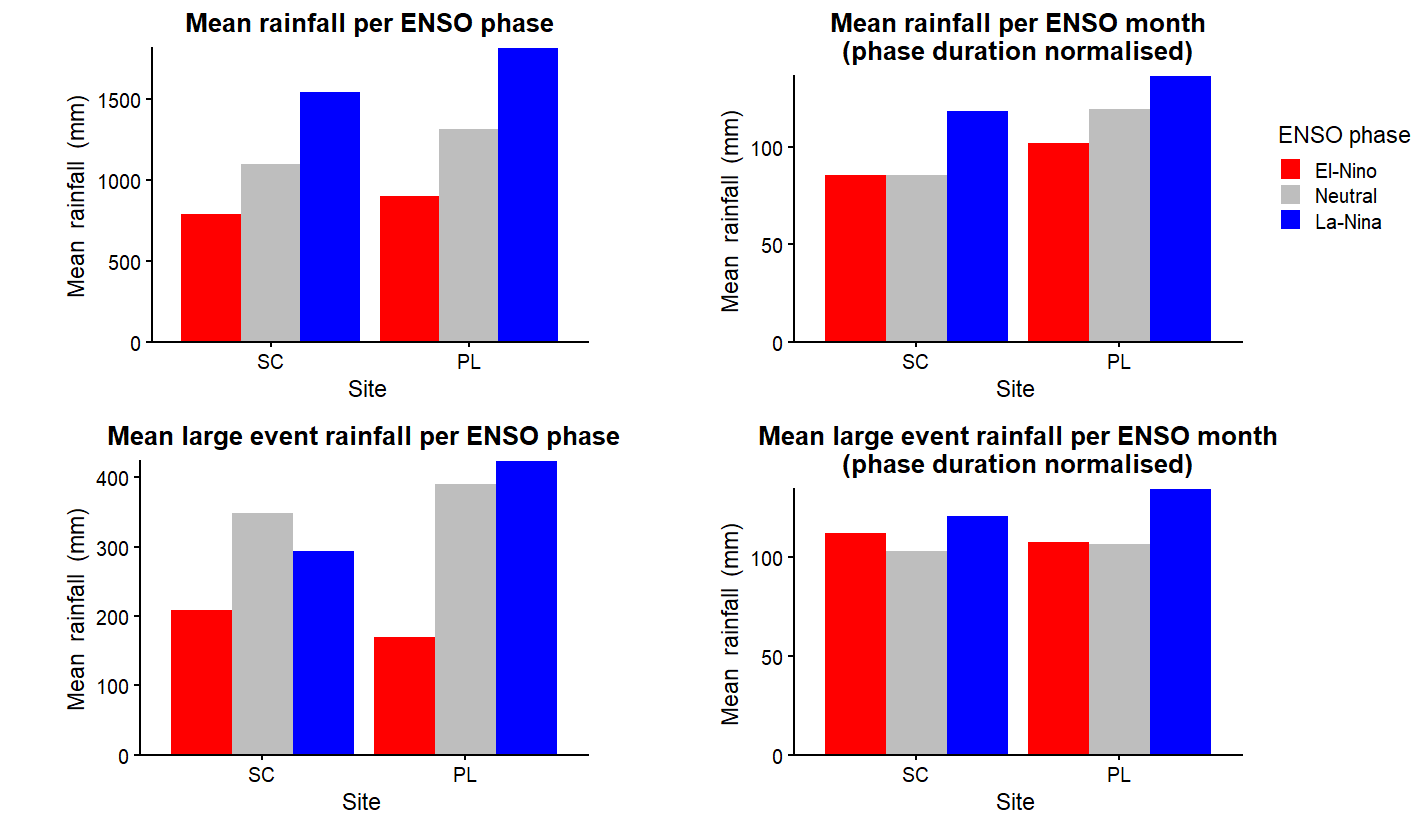 Mean rainfall per ENSO phase
Mean rainfall (mm)
1500
1000
500
0
SC
PL
Site
Mean rainfall per ENSO month
(phase duration normalised)
Mean rainfall (mm)
100
50
0
SC
PL
Site
ENSO phase
El-Nino
Neutral
La-Nina
Mean large event rainfall per ENSO phase
Mean rainfall (mm)
400
300
200
100
0
SC
PL
Site
Mean large event rainfall per ENSO month
(phase duration normalised)
Mean rainfall (mm)
100
50
0
SC
PL
Site